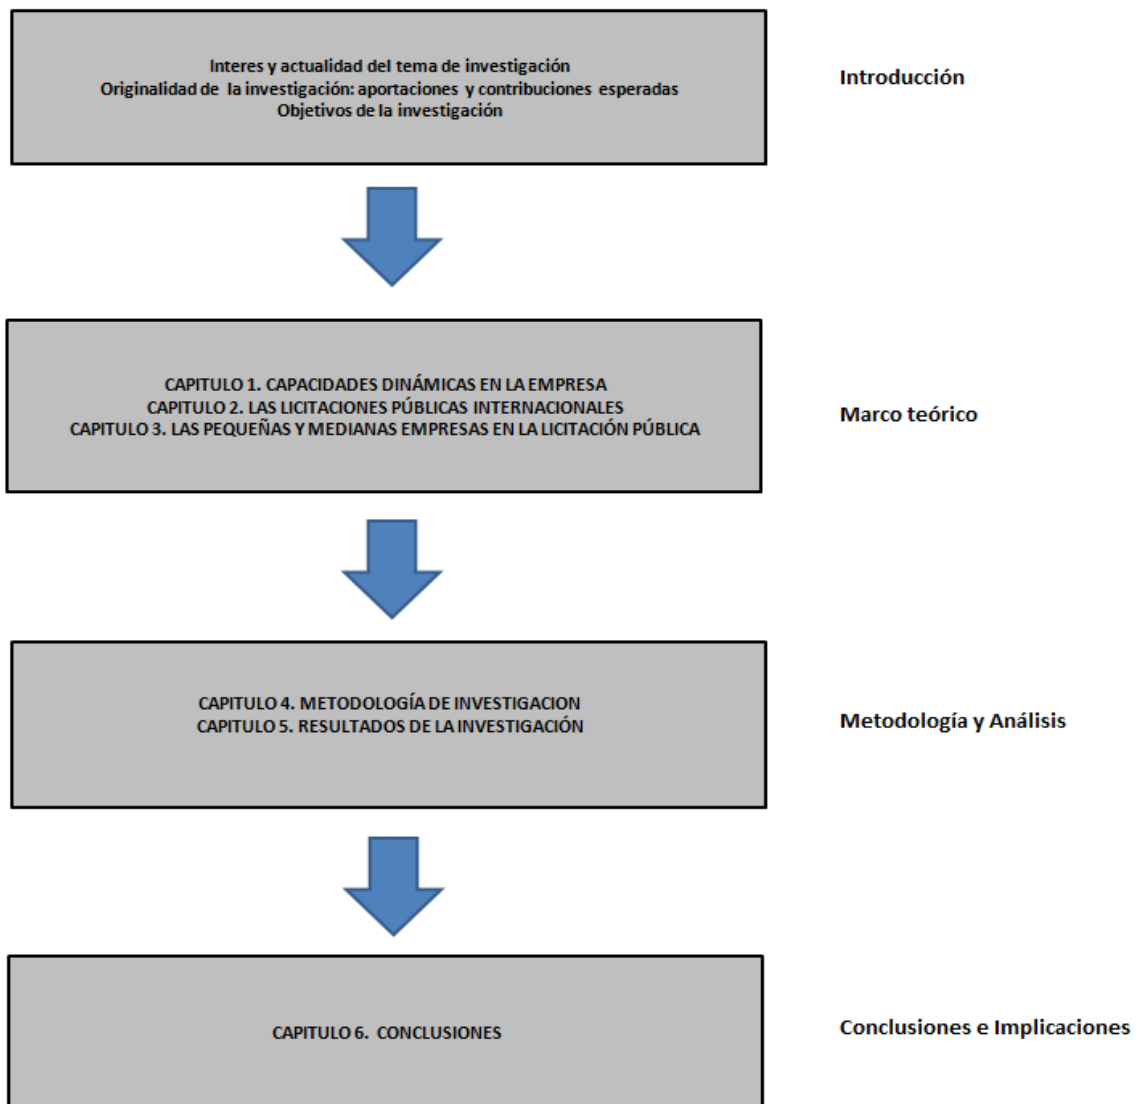 Interes y actualidad del tema de investigación
Originalidad de la investigación: aportaciones y contribuciones esperadas
Objetivos de la investigación
Introducción
CAPITULO 1. CAPACIDADES DINÁMICAS EN LA EMPRESA
CAPITULO 2. LAS LICITACIONES PÚBLICAS INTERNACIONALES
CAPITULO 3. LAS PEQUEÑAS Y MEDIANAS EMPRESAS EN LA LICITACIÓN PÚBLICA
Marco teórico
CAPITULO 4. METODOLOGÍA DE INVESTIGACION
CAPITULO 5. RESULTADOS DE LA INVESTIGACIÓN
Metodología y Análisis
CAPITULO 6. CONCLUSIONES
Conclusiones e Implicaciones